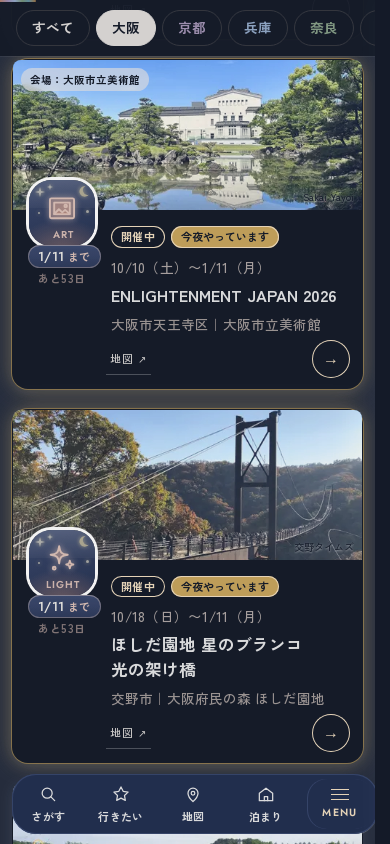 すべて
大阪
京都
兵庫
奈良
会場：大阪市立美術館
Sakai Yayoi
ART
1/11 まで
あと53日
開催中
今夜やっています
10/10（土）〜1/11（月）
ENLIGHTENMENT JAPAN 2026
大阪市天王寺区｜大阪市立美術館
地図 ↗
→
交野タイムズ
LIGHT
1/11 まで
あと53日
開催中
今夜やっています
10/18（日）〜1/11（月）
ほしだ園地 星のブランコ
光の架け橋
交野市｜大阪府民の森 ほしだ園地
地図 ↗
→
さがす
行きたい
地図
泊まり
MENU